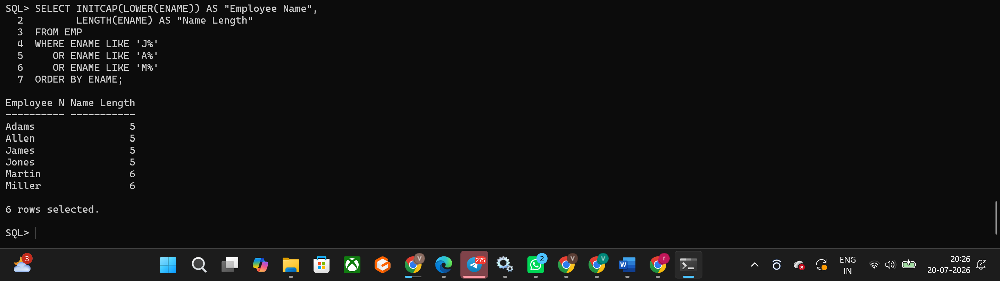 SQL> SELECT INITCAP(LOWER(ENAME)) AS "Employee Name",
  2         LENGTH(ENAME) AS "Name Length"
  3  FROM EMP
  4  WHERE ENAME LIKE 'J%'
  5     OR ENAME LIKE 'A%'
  6     OR ENAME LIKE 'M%'
  7  ORDER BY ENAME;
Employee N Name Length
---------- -----------
Adams                5
Allen                5
James                5
Jones                5
Martin               6
Miller               6
6 rows selected.
SQL>
3
V
275
2
V
V
W
r
ENG
IN
20:26
20-07-2026